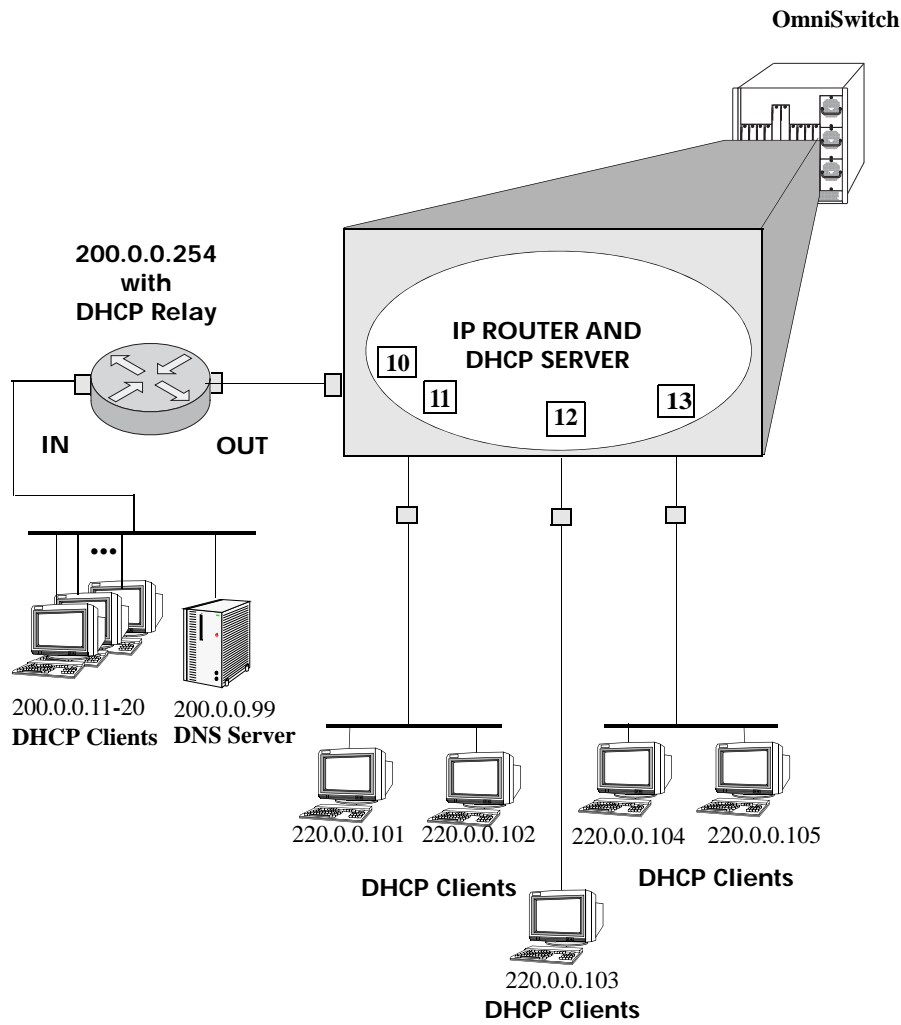 OmniSwitch
200.0.0.254
with
DHCP Relay
IP ROUTER AND
DHCP SERVER
10
11
12
13
IN
OUT
200.0.0.11-20
DHCP Clients
200.0.0.99
DNS Server
220.0.0.101
220.0.0.102
220.0.0.104
220.0.0.105
DHCP Clients
DHCP Clients
220.0.0.103
DHCP Clients